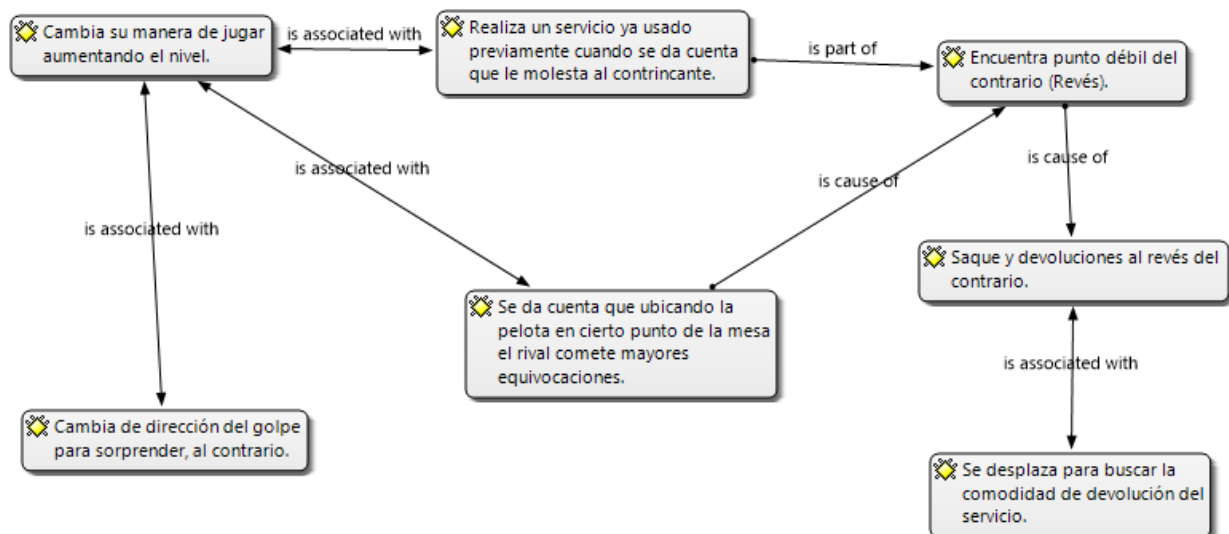 Cambia su manera de jugar
aumentando el nivel.
is associated with
Realiza un servicio ya usado
previamente cuando se da cuenta
que le molesta al contrincante.
is part of
Encuentra punto débil del
contrario (Revés).
is associated with
is cause of
is cause of
is associated with
Saque y devoluciones al revés del
contrario.
Se da cuenta que ubicando la
pelota en cierto punto de la mesa
el rival comete mayores
equivocaciones.
is associated with
Cambia de dirección del golpe
para sorprender, al contrario.
Se desplaza para buscar la
comodidad de devolución del
servicio.